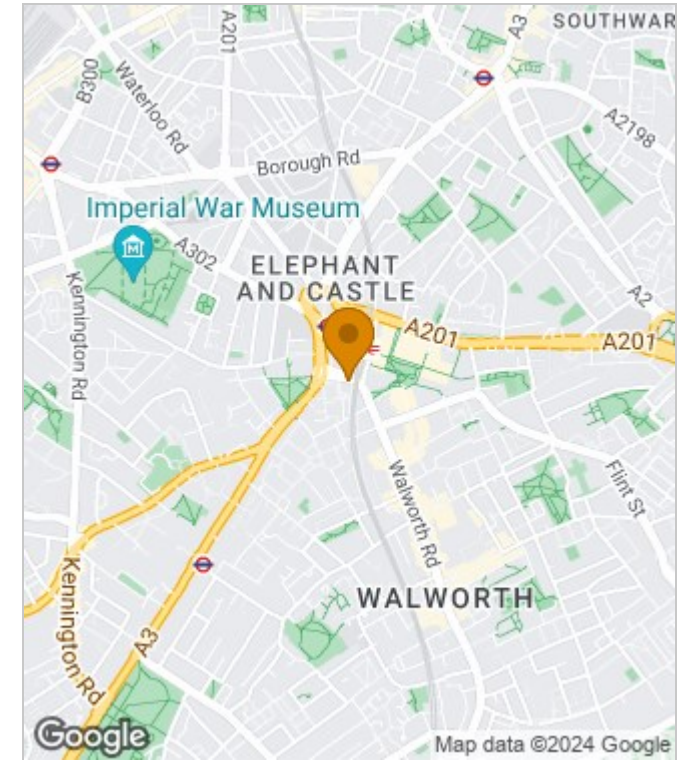 SOUTHWAR
A3
A201
B300
Waterloo Rd
A2198
Borough Rd
Imperial War Museum
A302
ELEPHANT
AND CASTLE
A2
Kennington Rd
A201
A201
Walworth Rd
Flint St
WALWORTH
Kennington Rd
A3
Google
Map data ©2024 Google